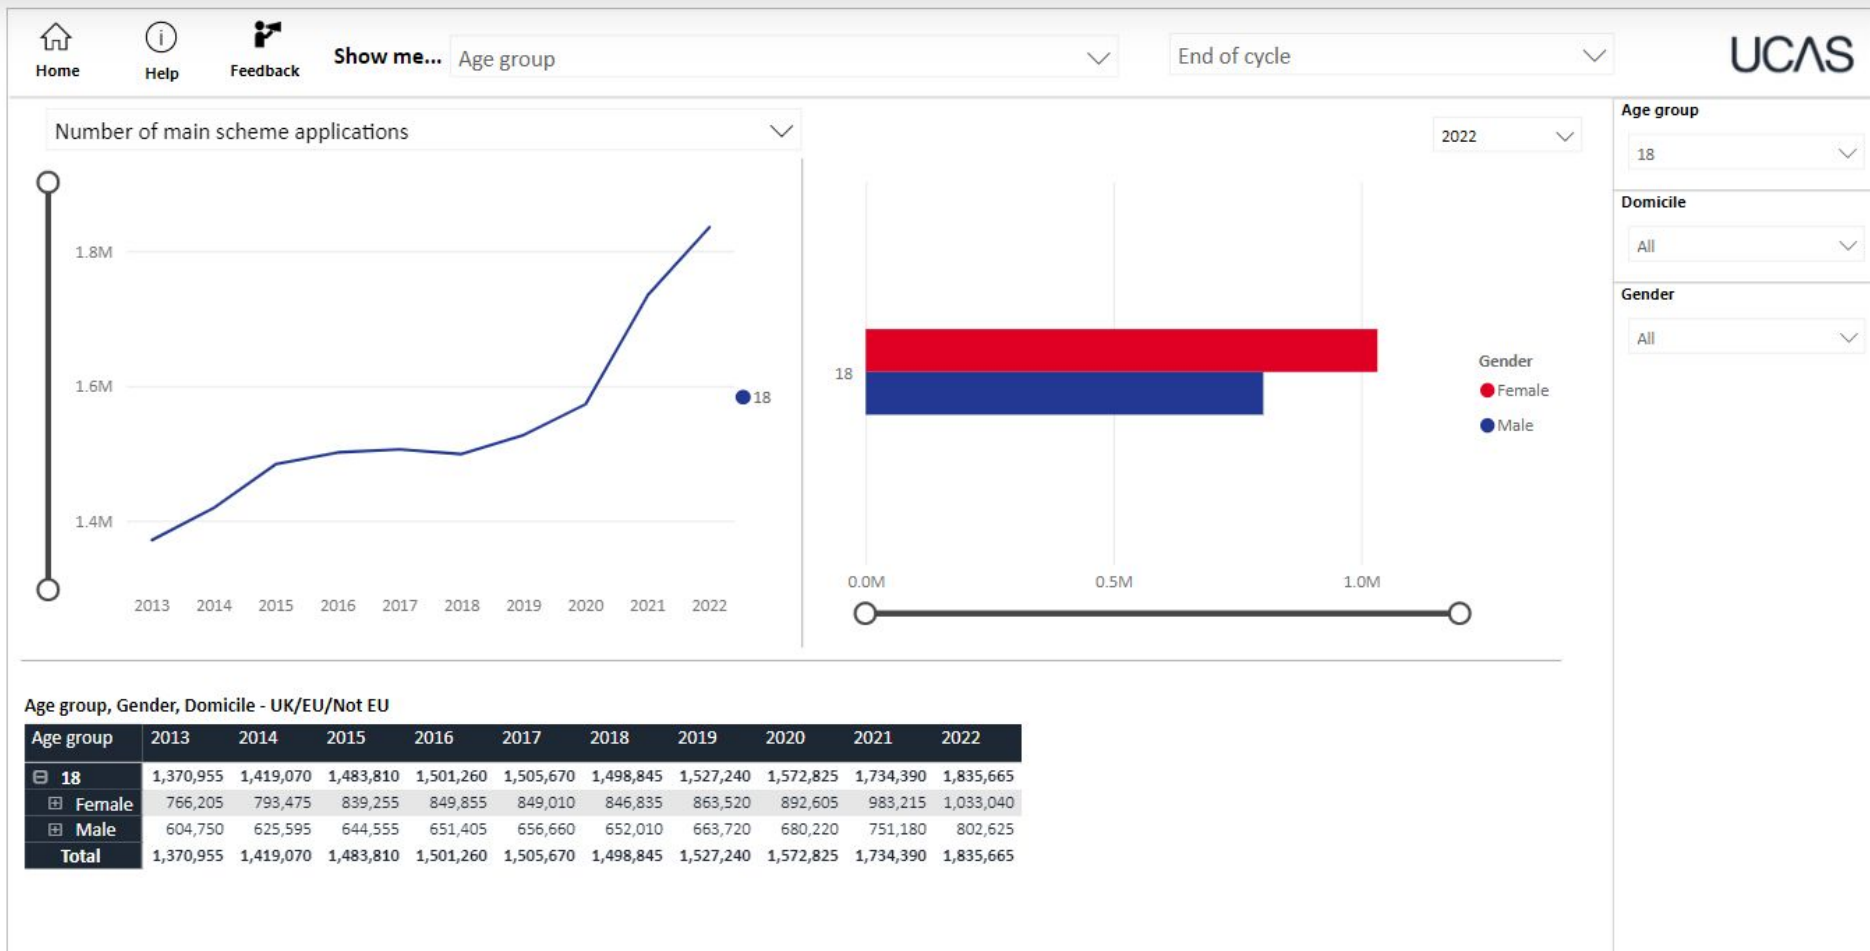 Home
Help
Feedback
Show me...
Age group
End of cycle
UCAS
Number of main scheme applications
2022
1.8M
1.6M
1.4M
18
2013 2014 2015 2016 2017 2018 2019 2020 2021 2022
18
0.0M 0.5M 1.0M
Gender
Female
Male
Age group
18
Domicile
All
Gender
All
Age group, Gender, Domicile - UK/EU/Not EU
Age group 2013 2014 2015 2016 2017 2018 2019 2020 2021 2022
18 1,370,955 1,419,070 1,483,810 1,501,260 1,505,670 1,498,845 1,527,240 1,572,825 1,734,390 1,835,665
Female 766,205 793,475 839,255 849,855 849,010 846,835 863,520 892,605 983,215 1,033,040
Male 604,750 625,595 644,555 651,405 656,660 652,010 663,720 680,220 751,180 802,625
Total 1,370,955 1,419,070 1,483,810 1,501,260 1,505,670 1,498,845 1,527,240 1,572,825 1,734,390 1,835,665